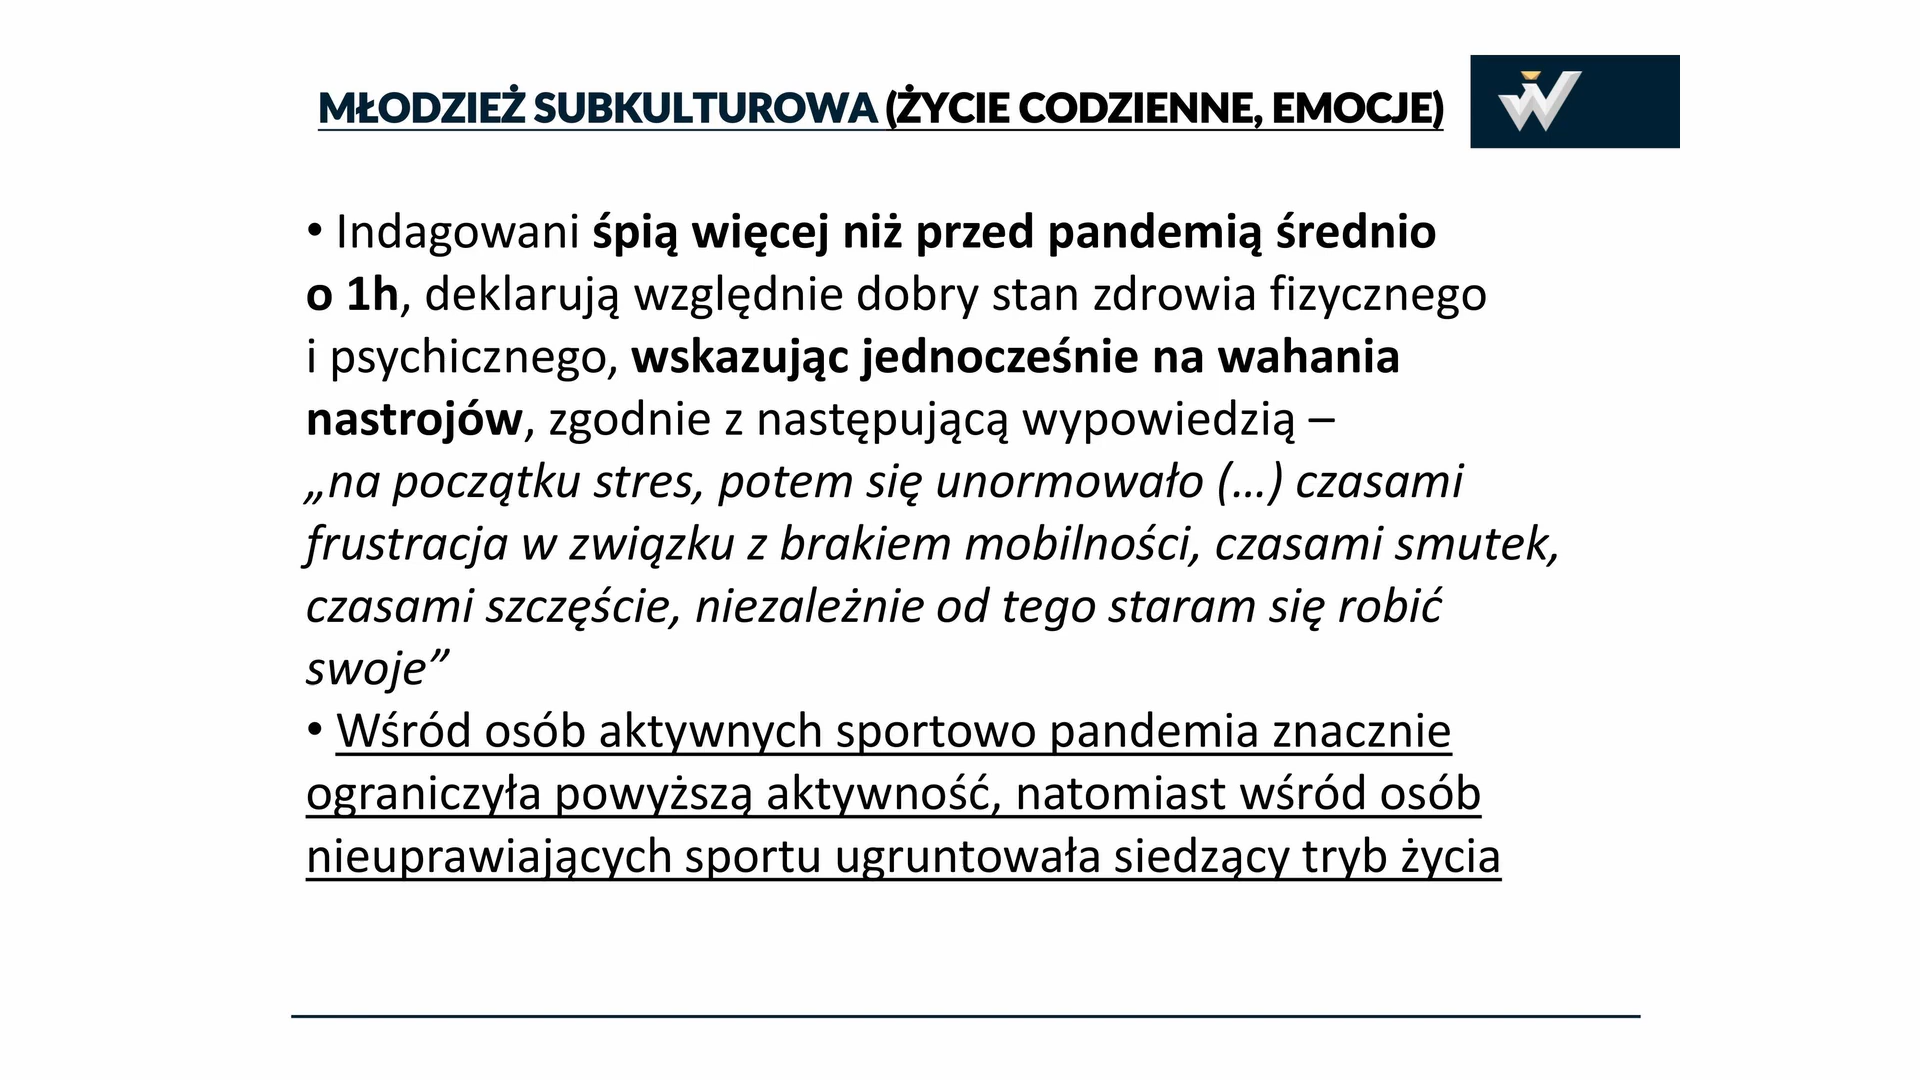 MŁODZIEŻ SUBKULTUROWA (ŻYCIE CODZIENNE, EMOCJE)
• Indagowani śpią więcej niż przed pandemią średnio
o 1h, deklarują względnie dobry stan zdrowia fizycznego
i psychicznego, wskazując jednocześnie na wahania
nastrojów, zgodnie z następującą wypowiedzią –
„na początku stres, potem się unormowało (…) czasami
frustracja w związku z brakiem mobilności, czasami smutek,
czasami szczęście, niezależnie od tego staram się robić
swoje”
• Wśród osób aktywnych sportowo pandemia znacznie
ograniczyła powyższą aktywność, natomiast wśród osób
nieuprawiających sportu ugruntowała siedzący tryb życia